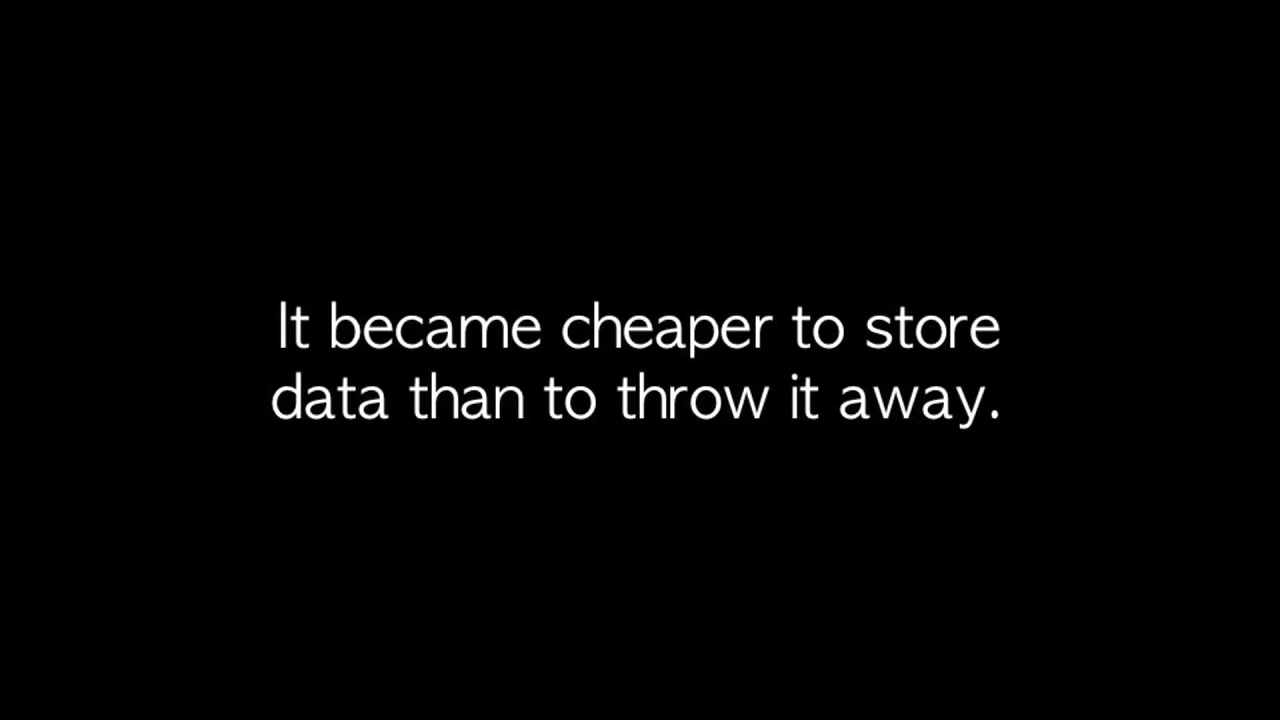 It became cheaper to store
data than to throw it away.